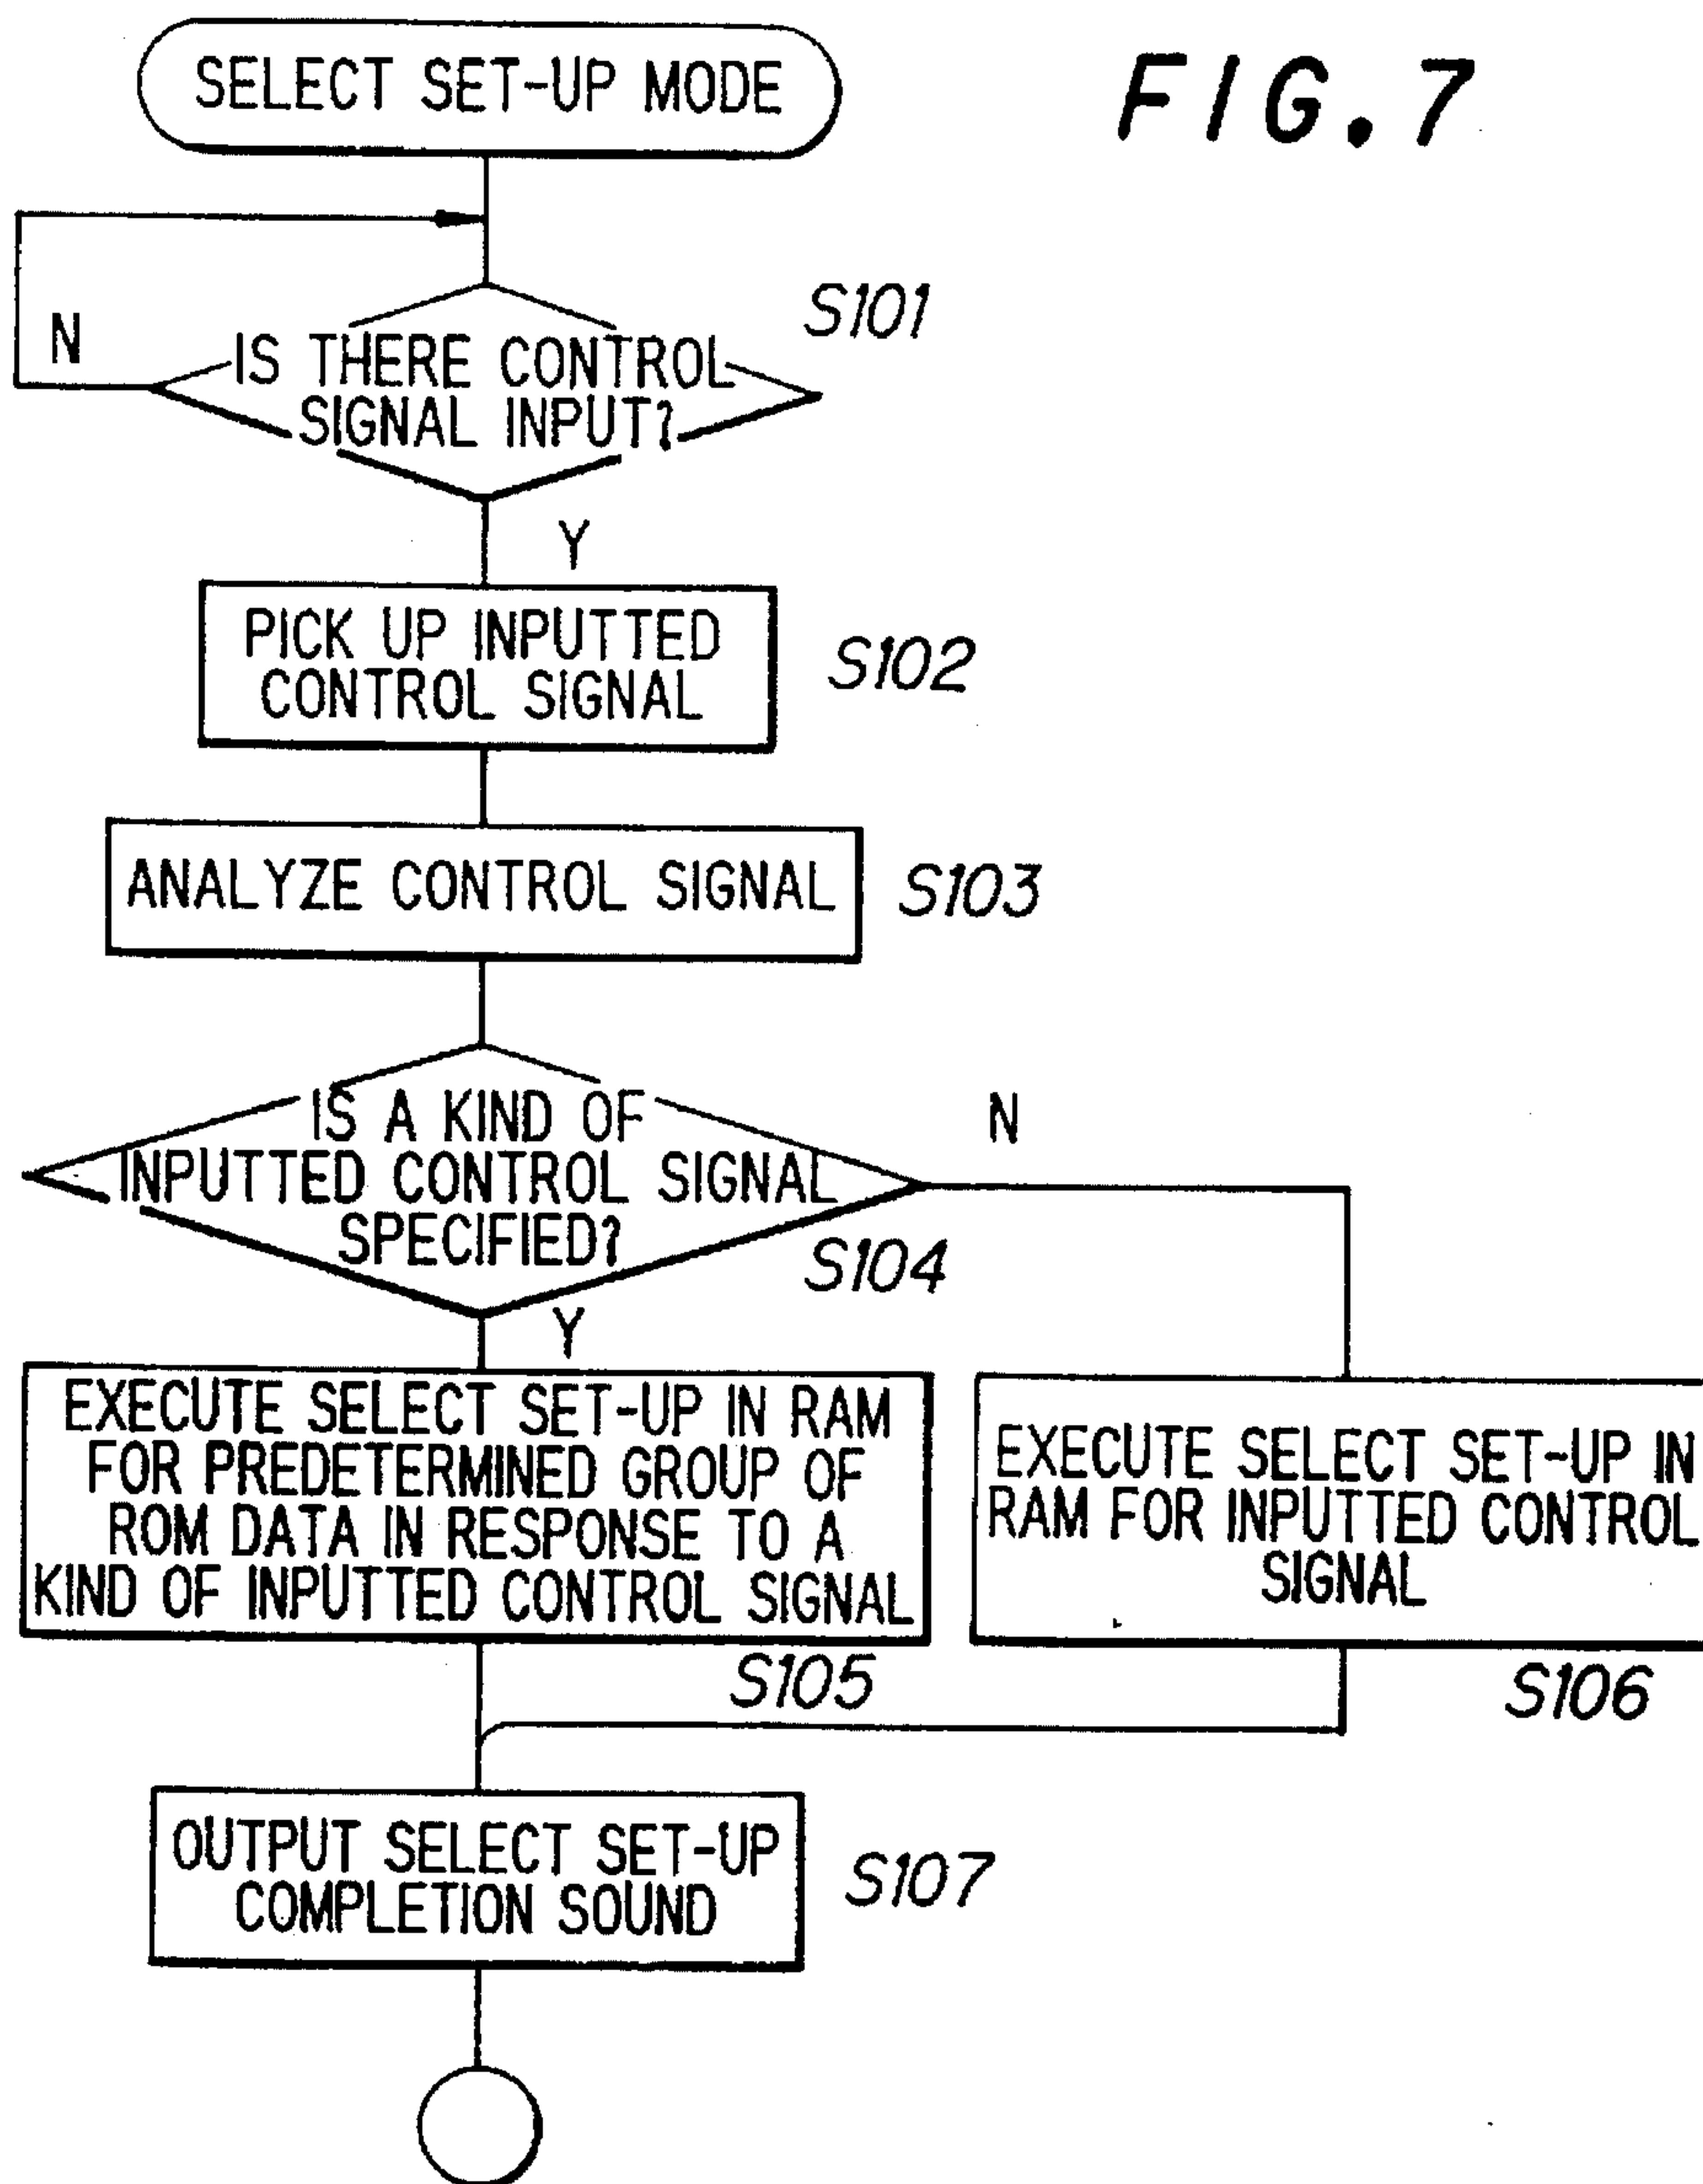 SELECT SET-UP MODE
FIG.7
S101
N
IS THERE CONTROL
SIGNAL INPUT?
Y
PICK UP INPUTTED
CONTROL SIGNAL
S102
ANALYZE CONTROL SIGNAL
S103
IS A KIND OF
INPUTTED CONTROL SIGNAL
SPECIFIED?
N
S104
Y
EXECUTE SELECT SET-UP IN RAM
FOR PREDETERMINED GROUP OF
ROM DATA IN RESPONSE TO A
KIND OF INPUTTED CONTROL SIGNAL
S105
EXECUTE SELECT SET-UP IN
RAM FOR INPUTTED CONTROL
SIGNAL
S106
OUTPUT SELECT SET-UP
COMPLETION SOUND
S107